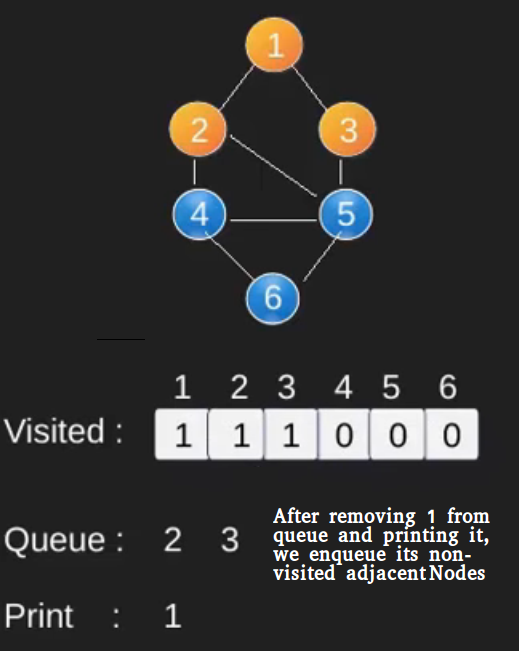 1
2 3
4 5
6
1 2 3 4 5 6
Visited : 1 1 1 0 0 0
Queue : 2 3
After removing 1 from
queue and printing it,
we enqueue its non-
visited adjacent Nodes
Print : 1